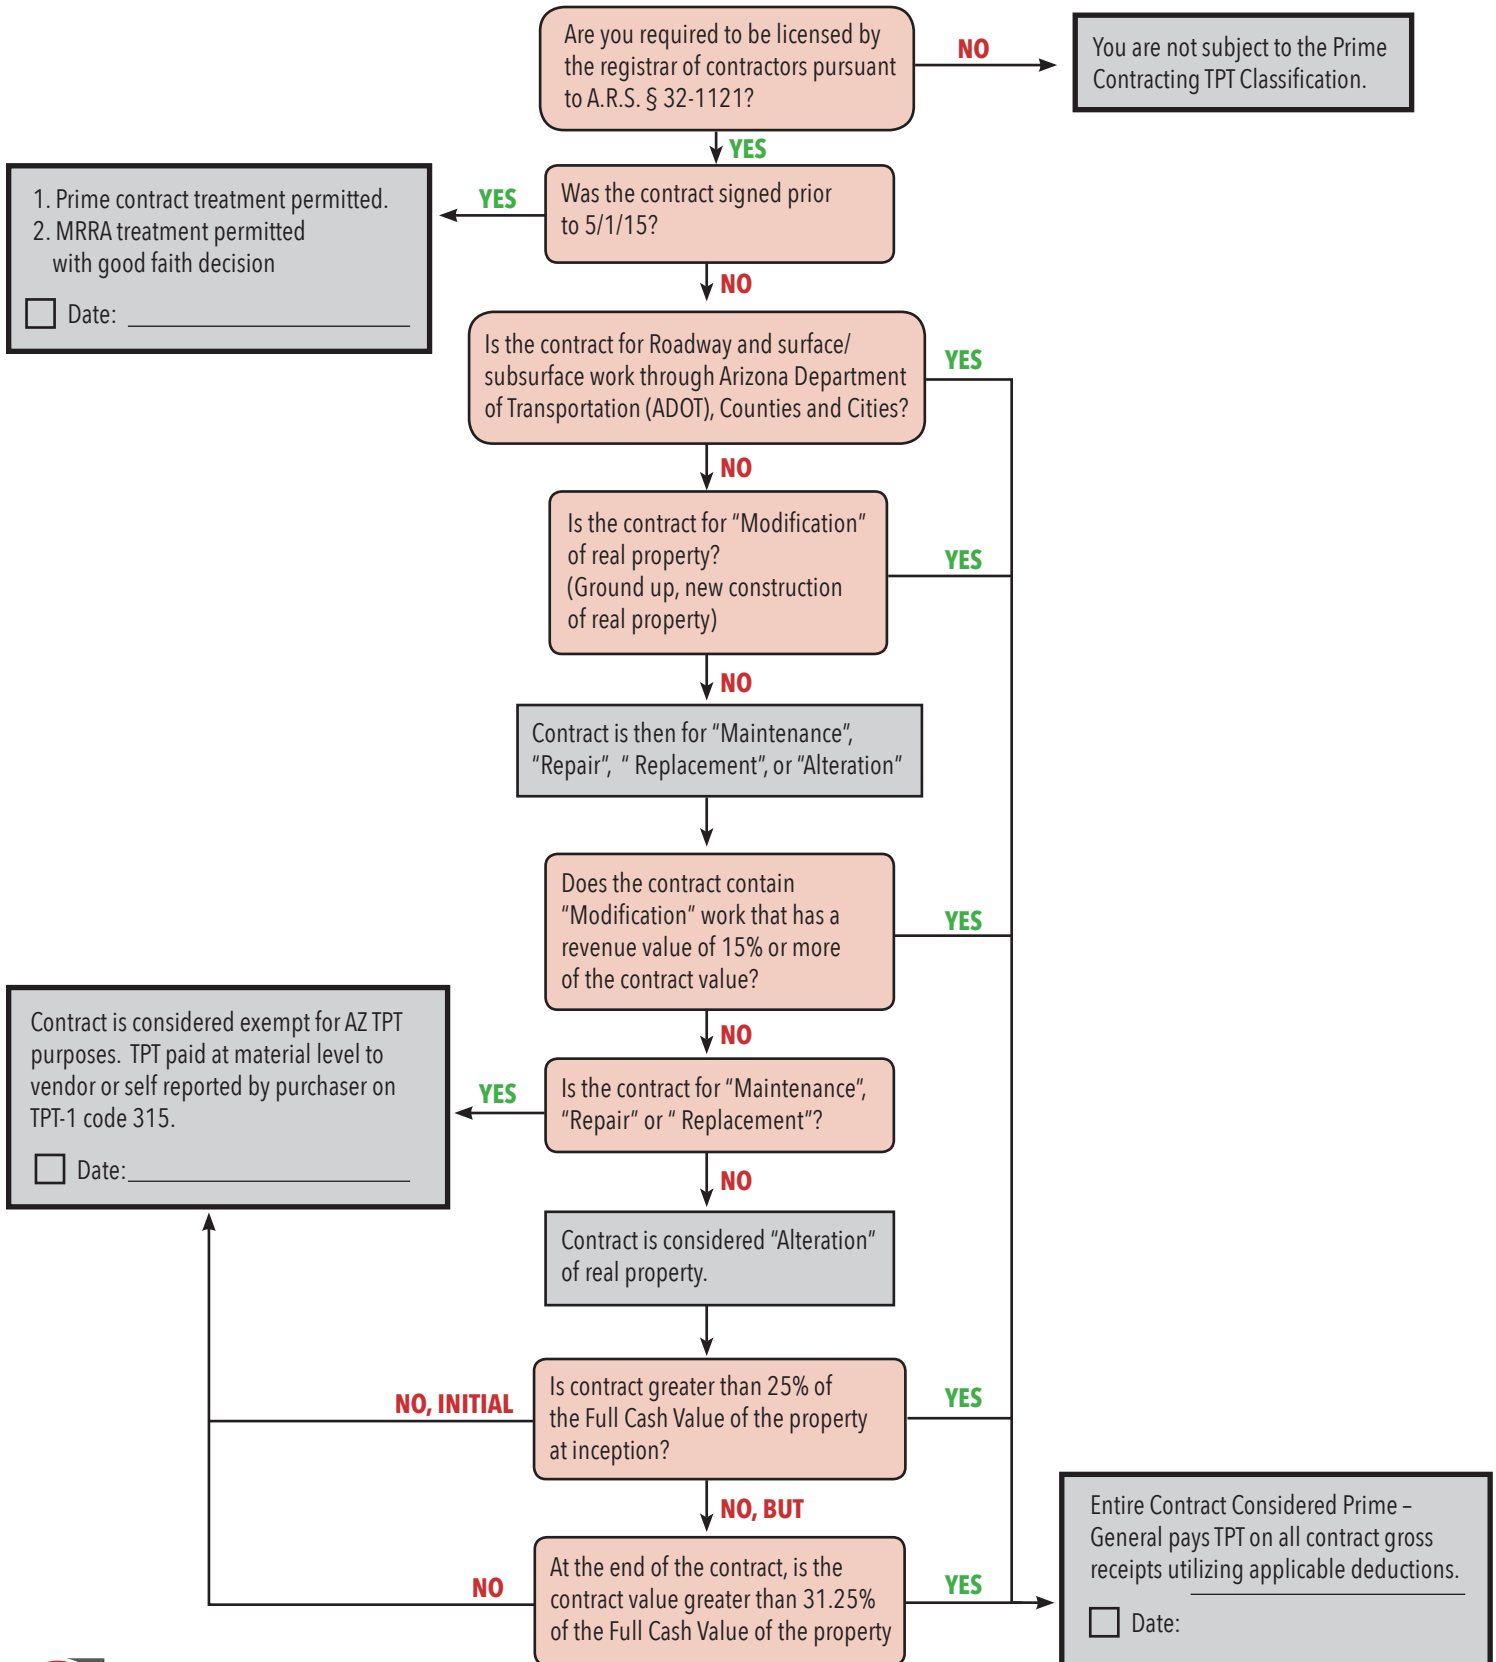 Are you required to be licensed by
the registrar of contractors pursuant
to A.R.S. § 32-1121?
NO
You are not subject to the Prime
Contracting TPT Classification.
YES
Was the contract signed prior
to 5/1/15?
YES
1. Prime contract treatment permitted.
2. MRRA treatment permitted
with good faith decision
Date:
NO
Is the contract for Roadway and surface/
subsurface work through Arizona Department
of Transportation (ADOT), Counties and Cities?
YES
NO
Is the contract for “Modification”
of real property?
(Ground up, new construction
of real property)
YES
NO
Contract is then for “Maintenance”,
“Repair”, “ Replacement”, or “Alteration”
Does the contract contain
“Modification” work that has a
revenue value of 15% or more
of the contract value?
YES
NO
Is the contract for “Maintenance”,
“Repair” or “ Replacement”?
YES
Contract is considered exempt for AZ TPT
purposes. TPT paid at material level to
vendor or self reported by purchaser on
TPT-1 code 315.
Date:
NO
Contract is considered “Alteration”
of real property.
Is contract greater than 25% of
the Full Cash Value of the property
at inception?
NO, INITIAL
YES
NO, BUT
At the end of the contract, is the
contract value greater than 31.25%
of the Full Cash Value of the property
NO
YES
Entire Contract Considered Prime –
General pays TPT on all contract gross
receipts utilizing applicable deductions.
Date: